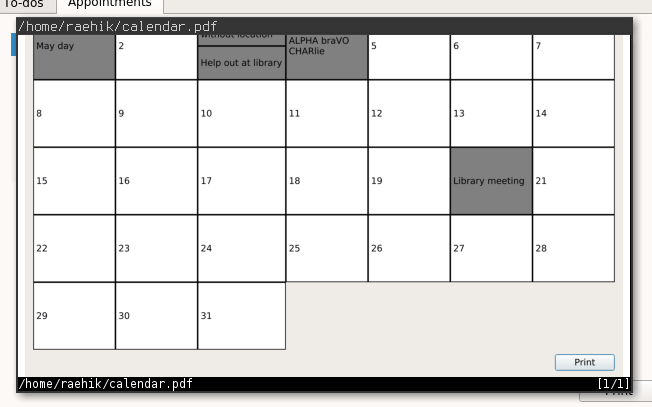 To-dos
Appointments
/home/raehik/calendar.pdf
May day
2
without location
Help out at library
ALPHA braVO
CHARlie
5
6
7
8
9
10
11
12
13
14
15
16
17
18
19
Library meeting
21
22
23
24
25
26
27
28
29
30
31
Print
/home/raehik/calendar.pdf
[1/1]